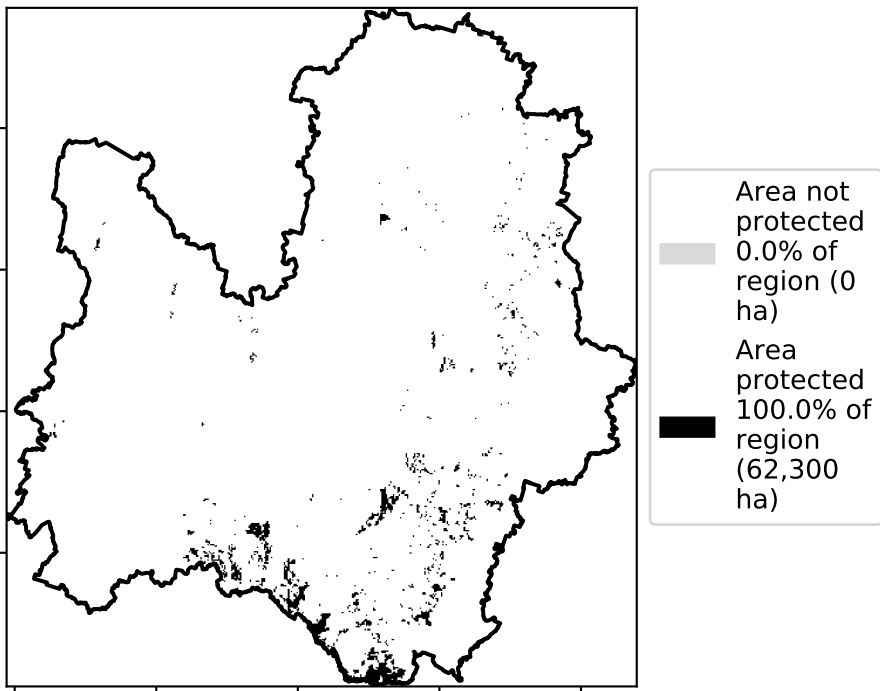 Area not
protected
0.0% of
region (0
ha)
Area
protected
100.0% of
region
(62,300
ha)